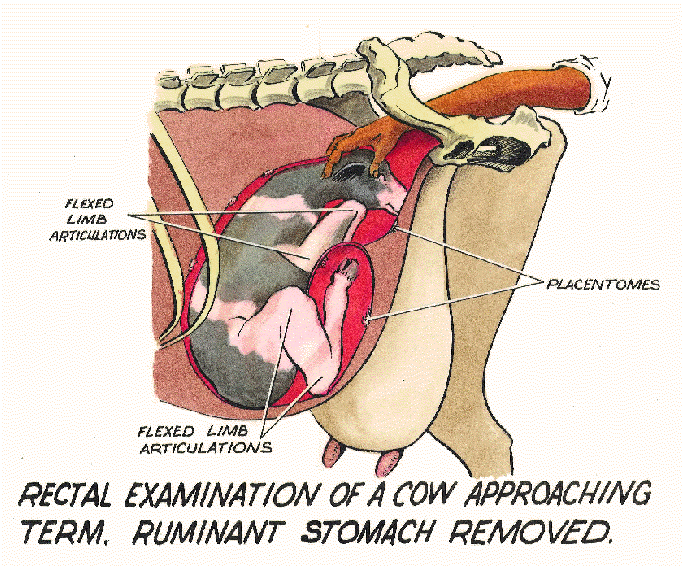 FLEXED
LIMB
ARTICULATIONS
PLACENTOMES
FLEXED LIMB
ARTICULATIONS
RECTAL EXAMINATION OF A COW APPROACHING
TERM. RUMINANT STOMACH REMOVED.